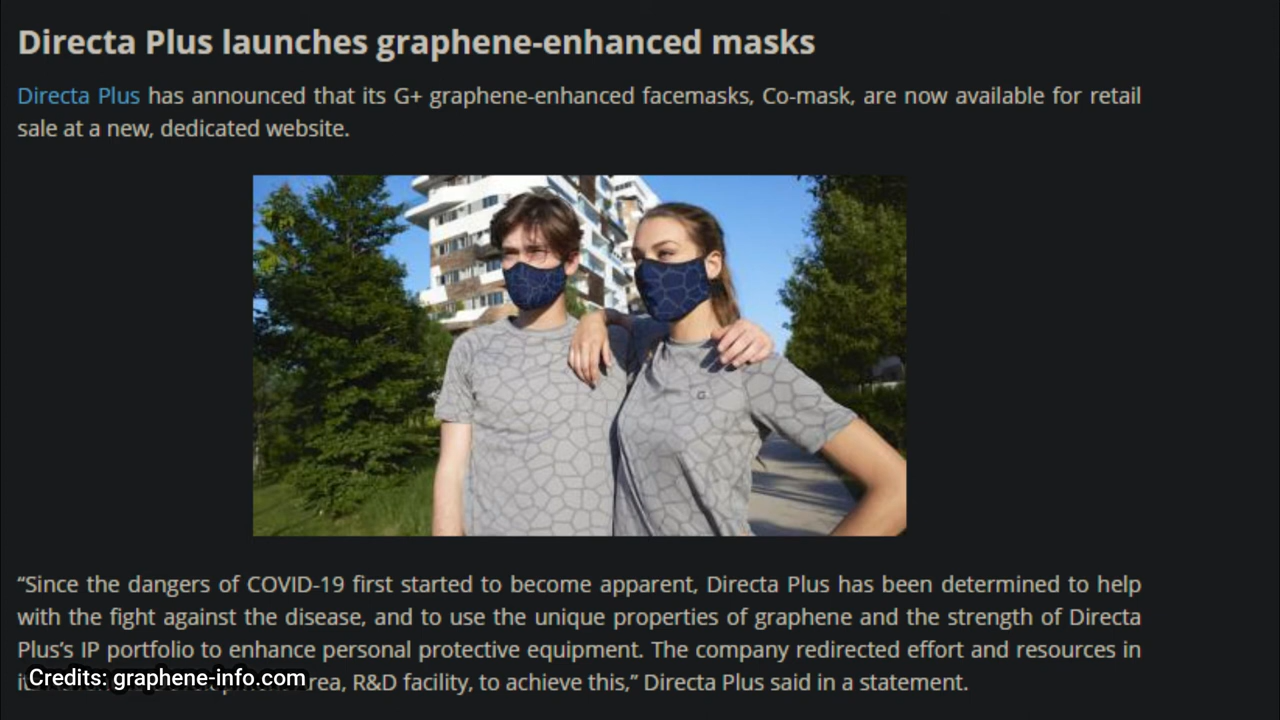 Directa Plus launches graphene-enhanced masks
Directa Plus has announced that its G+ graphene-enhanced facemasks, Co-mask, are now available for retail
sale at a new, dedicated website.
“Since the dangers of COVID-19 first started to become apparent, Directa Plus has been determined to help
with the fight against the disease, and to use the unique properties of graphene and the strength of Directa
Plus’s IP portfolio to enhance personal protective equipment. The company redirected effort and resources in
R&D facility, to achieve this,” Directa Plus said in a statement.
Credits: graphene-info.com